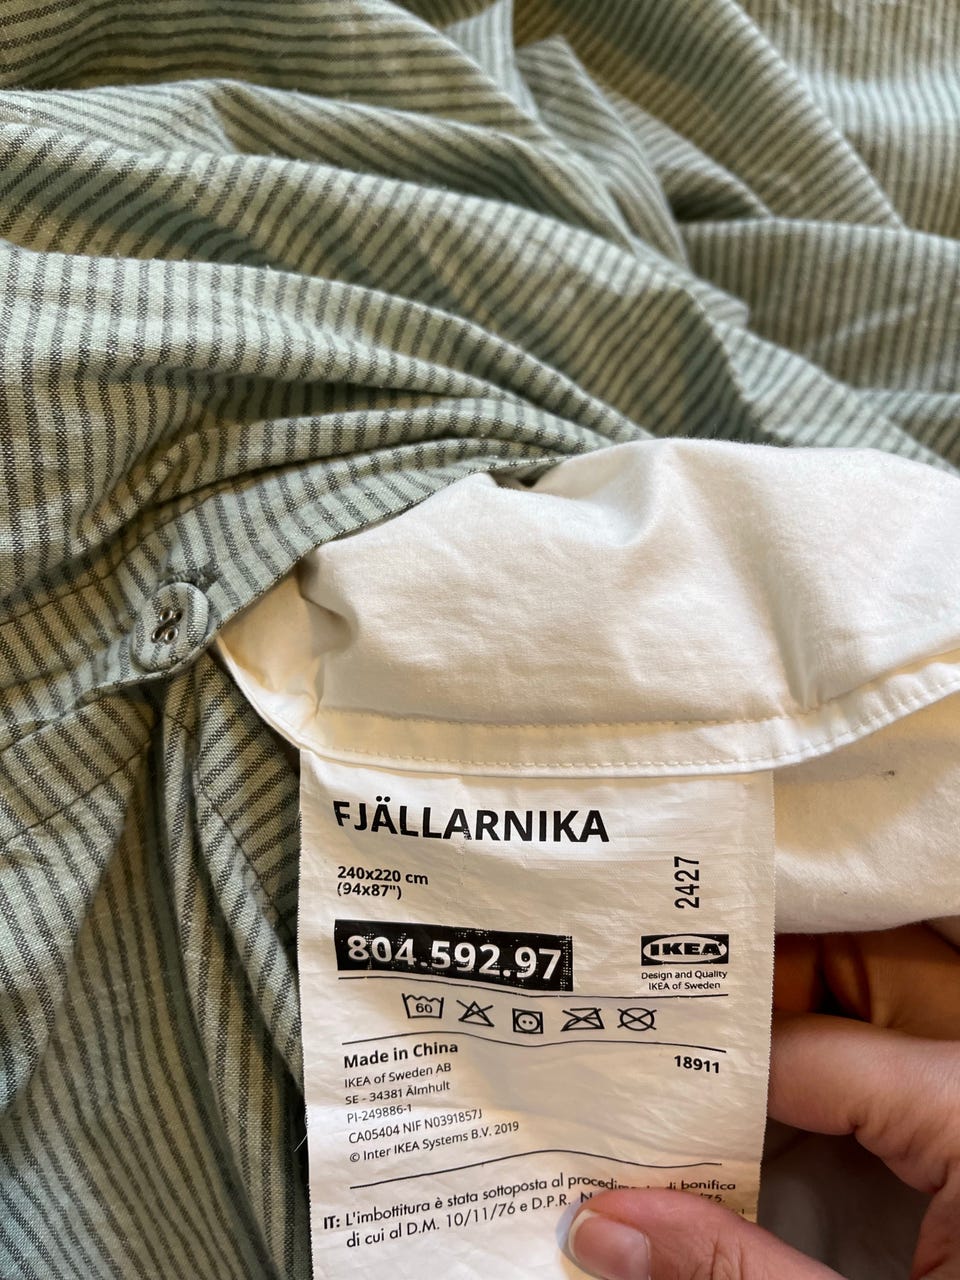 FJÄLLARNIKA
240x220 cm
(94x87")
2427
804.592.97
IKEA
Design and Quality
IKEA of Sweden
60
Made in China
18911
IKEA of Sweden AB
SE - 34381 Älmhult
PI-249886-1
CA05404 NIF N0391857J
© Inter IKEA Systems B.V. 2019
IT: L'imbottitura è stata sottoposta al di bonifica
di cui al D.M. 10/11/76 e D.P.R.